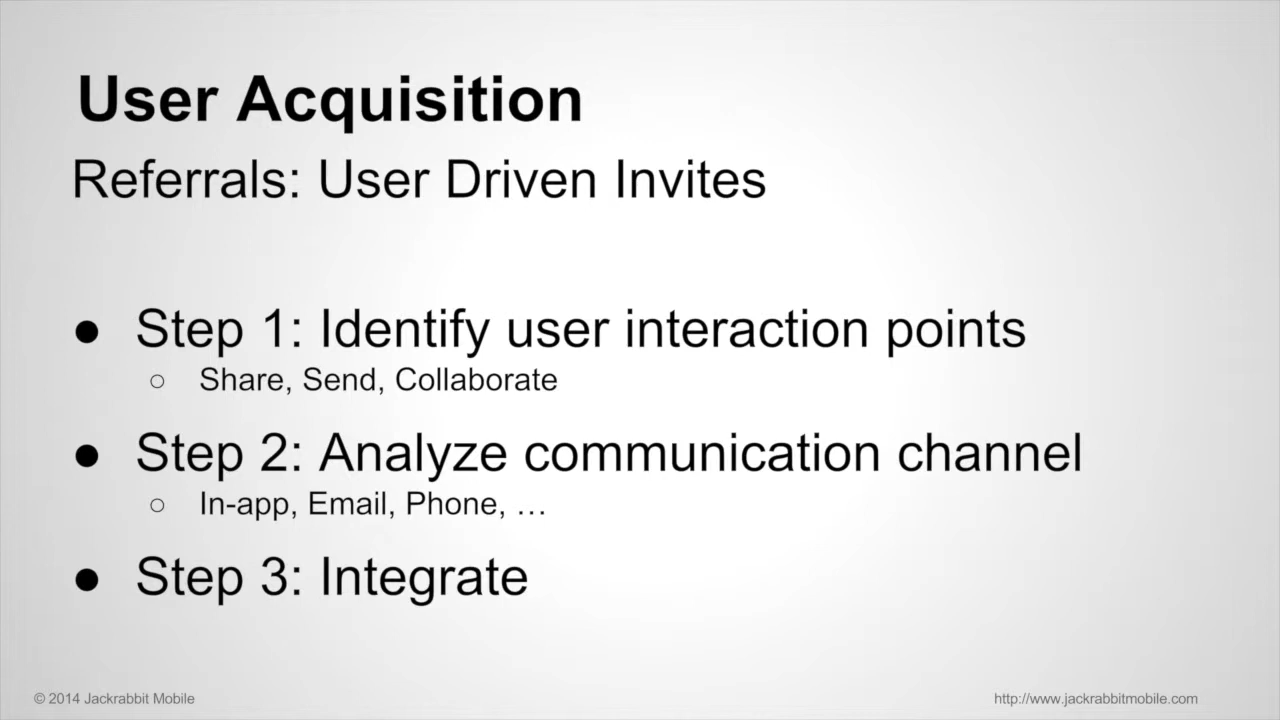 User Acquisition
Referrals: User Driven Invites
● Step 1: Identify user interaction points
○ Share, Send, Collaborate
● Step 2: Analyze communication channel
○ In-app, Email, Phone, …
● Step 3: Integrate
© 2014 Jackrabbit Mobile
http://www.jackrabbitmobile.com